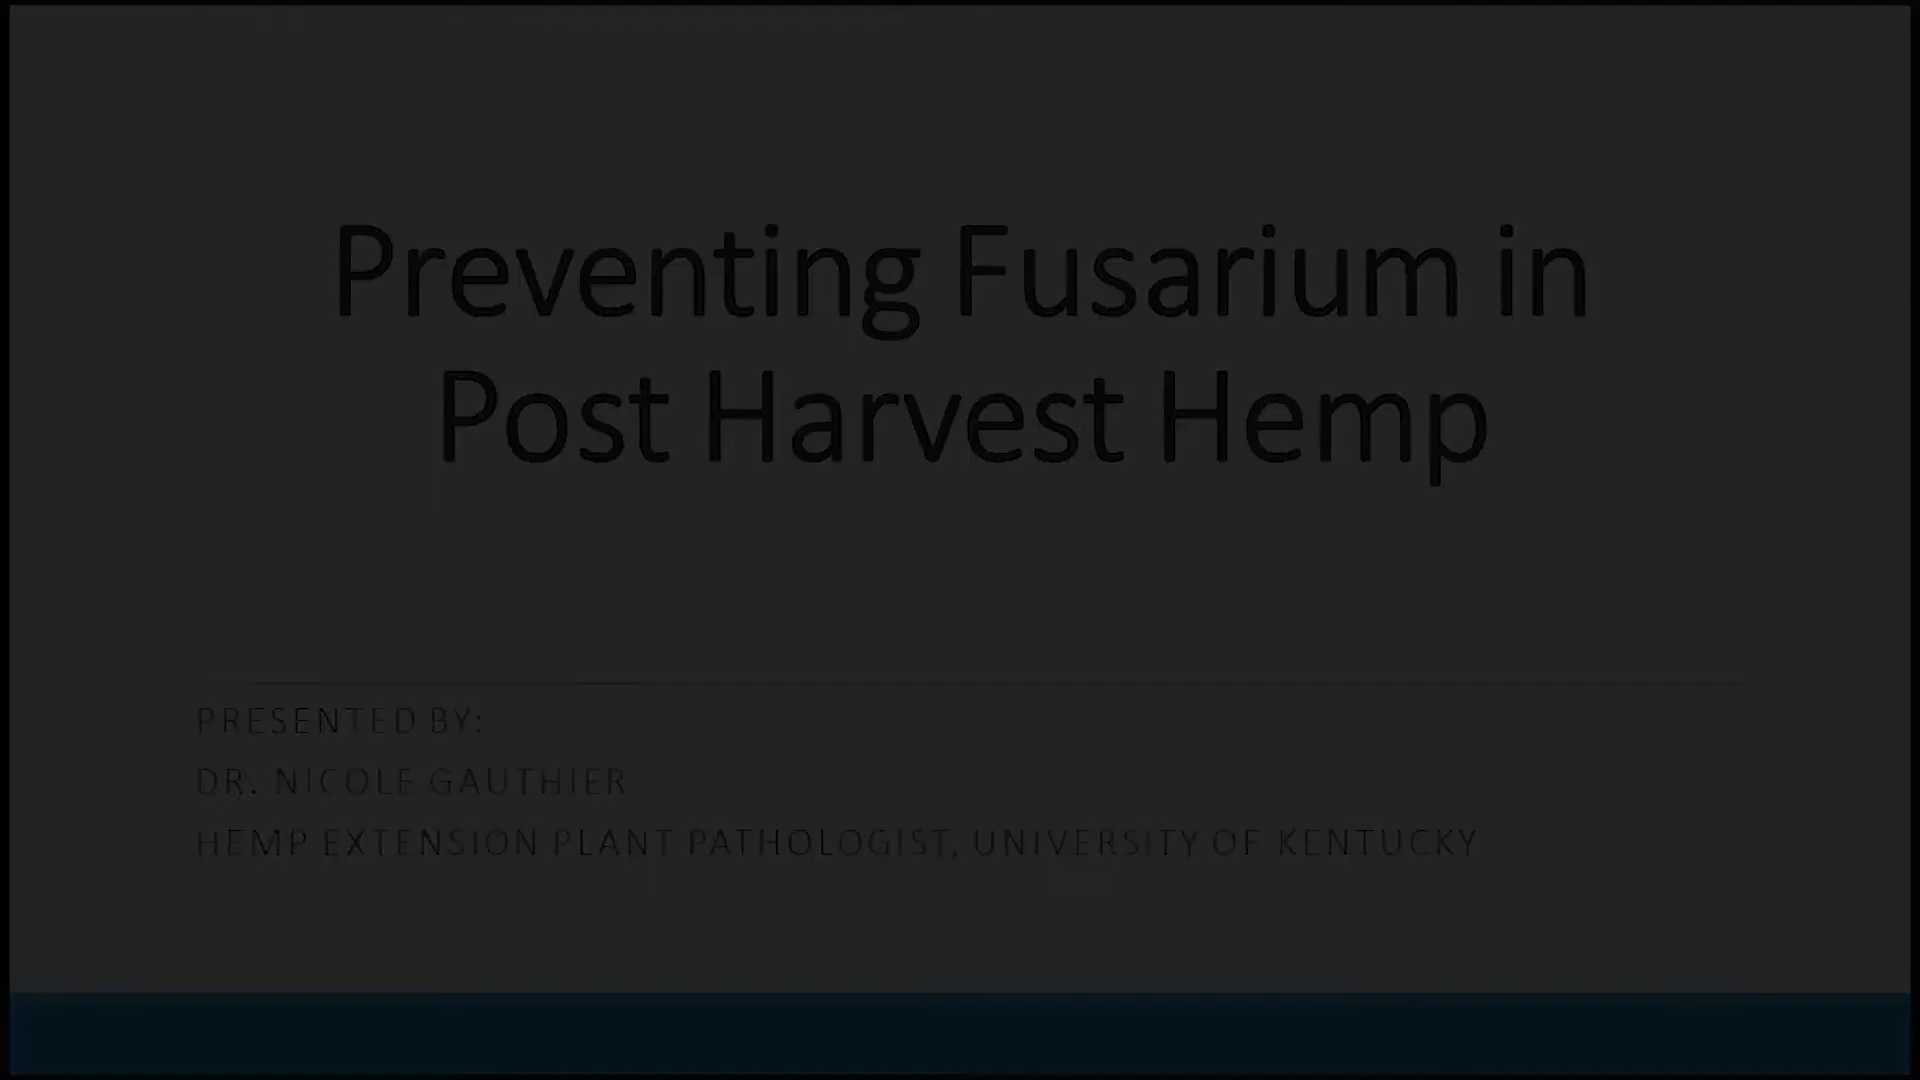 Preventing Fusarium in
Post Harvest Hemp
PRESENTED BY:
DR. NICOLE GAUTHIER
HEMP EXTENSION PLANT PATHOLOGIST, UNIVERSITY OF KENTUCKY